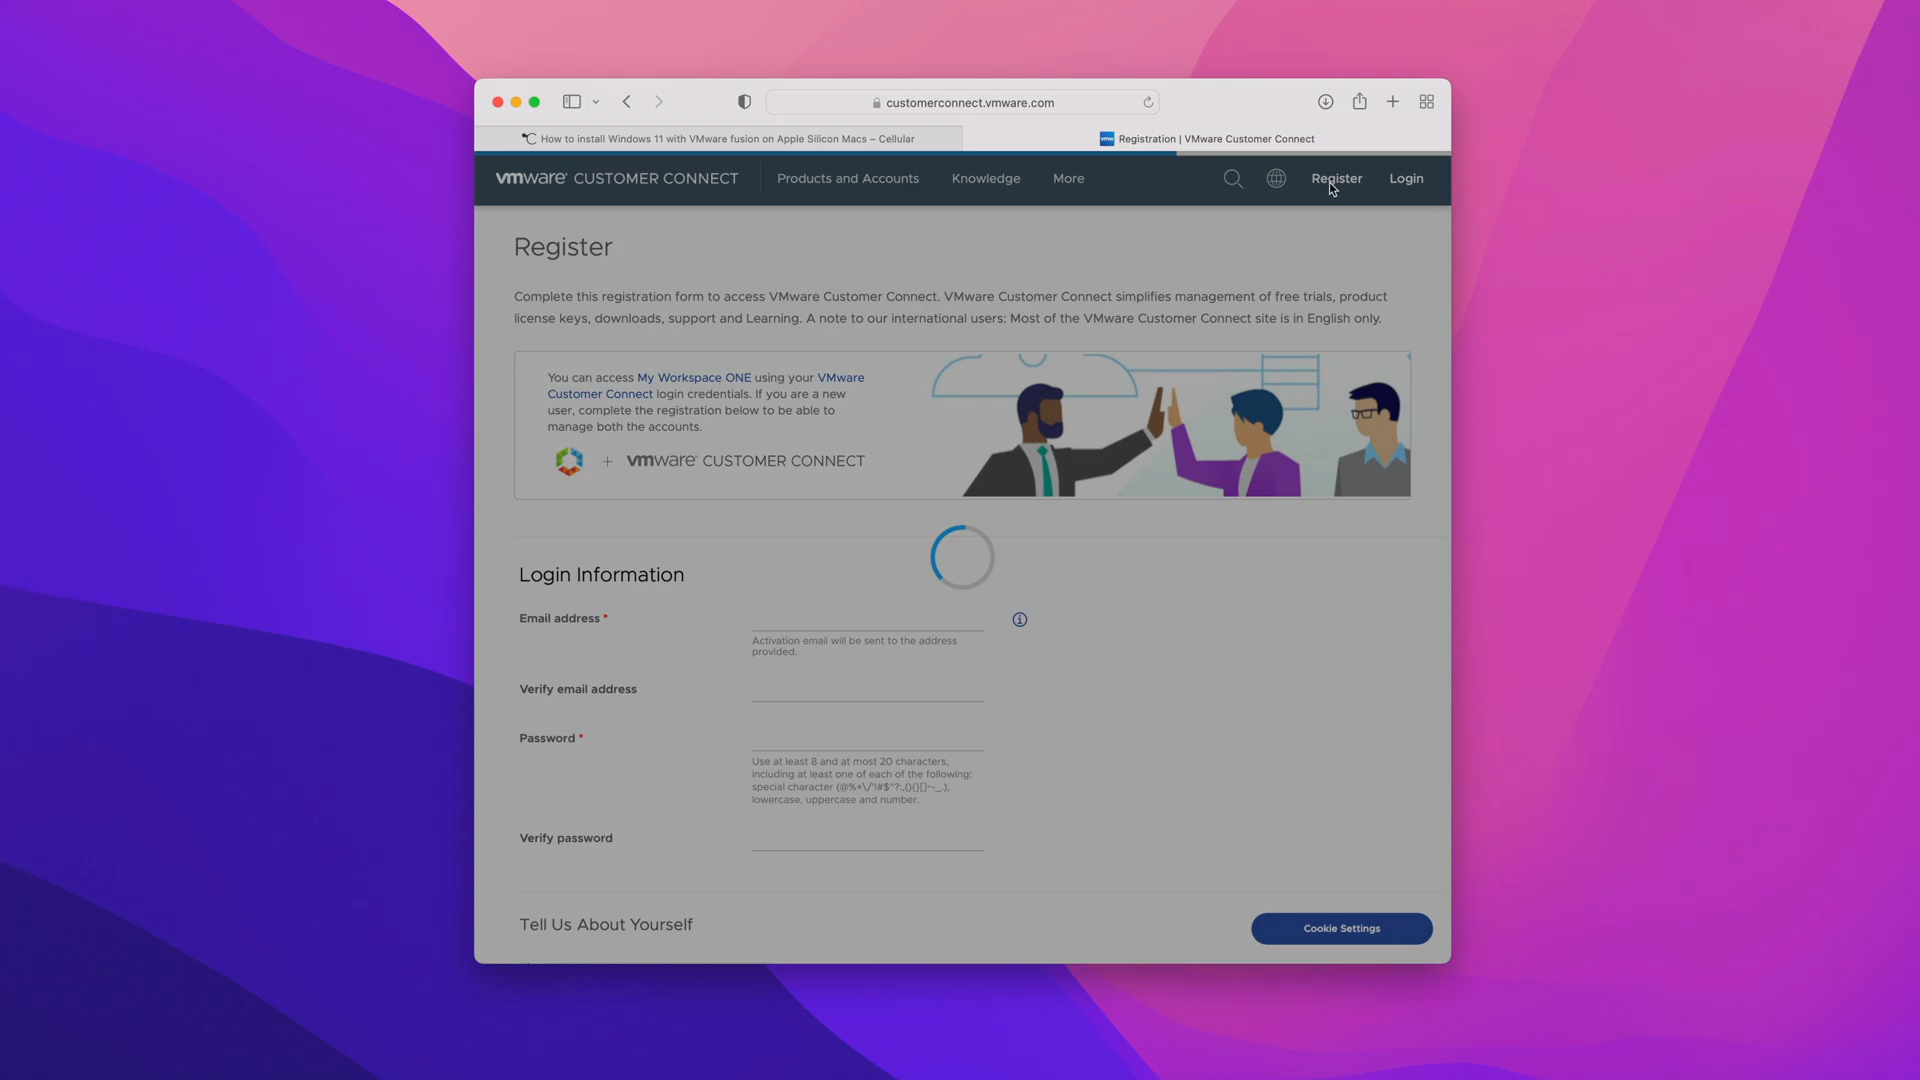 customerconnect.vmware.com
How to install Windows 11 with VMware fusion on Apple Silicon Macs – Cellular
vmw Registration | VMware Customer Connect
vmware® CUSTOMER CONNECT
Products and Accounts
Knowledge
More
Register
Login
Register
Complete this registration form to access VMware Customer Connect. VMware Customer Connect simplifies management of free trials, product
license keys, downloads, support and Learning. A note to our international users: Most of the VMware Customer Connect site is in English only.
You can access My Workspace ONE using your VMware
Customer Connect login credentials. If you are a new
user, complete the registration below to be able to
manage both the accounts.
+ vmware® CUSTOMER CONNECT
Login Information
Email address *
Activation email will be sent to the address
provided.
Verify email address
Password *
Use at least 8 and at most 20 characters,
including at least one of each of the following:
special character (@%+\/'!#$^?:,(){}[]~-_.),
lowercase, uppercase and number.
Verify password
Tell Us About Yourself
Cookie Settings